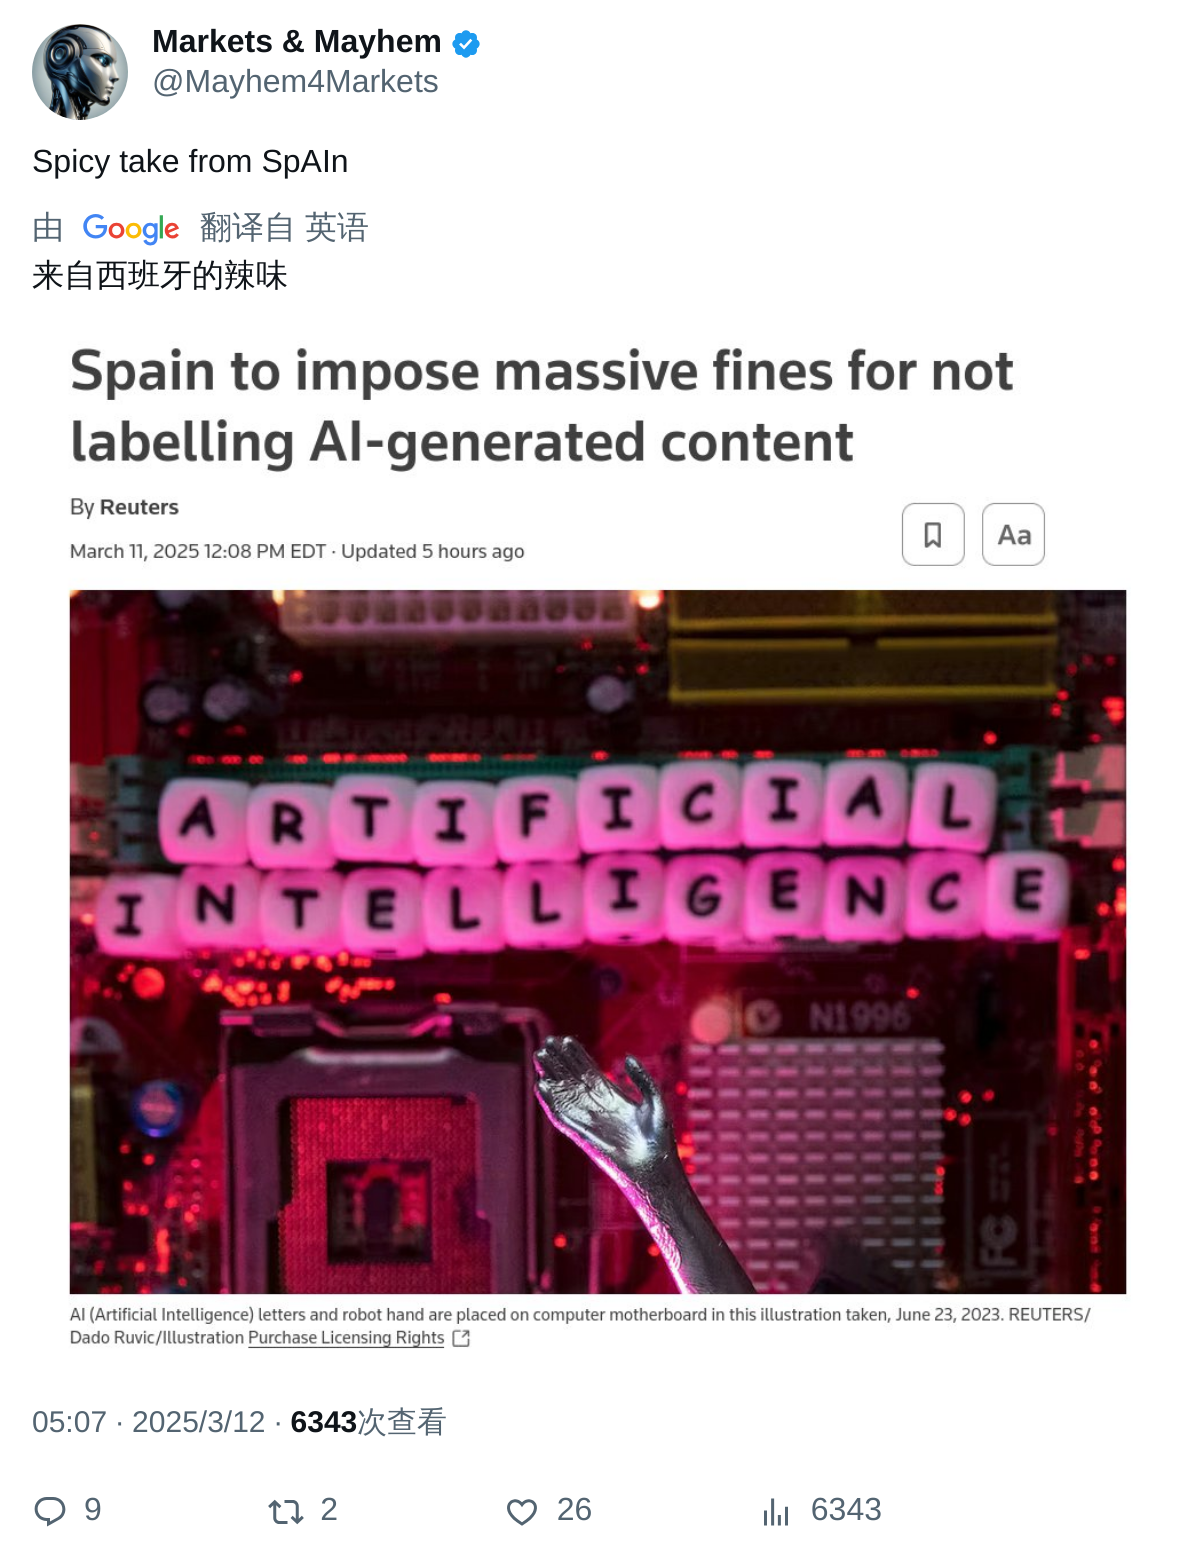 Markets & Mayhem
@Mayhem4Markets
Spicy take from SpAIn
由 Google 翻译自 英语
来自西班牙的辣味
Spain to impose massive fines for not
labelling AI-generated content
By Reuters
March 11, 2025 12:08 PM EDT · Updated 5 hours ago
Aa
ARTIFICIAL
INTELLIGENCE
N1996
FC
AI (Artificial Intelligence) letters and robot hand are placed on computer motherboard in this illustration taken, June 23, 2023. REUTERS/
Dado Ruvic/Illustration Purchase Licensing Rights
05:07 · 2025/3/12 · 6343次查看
9 2 26 6343